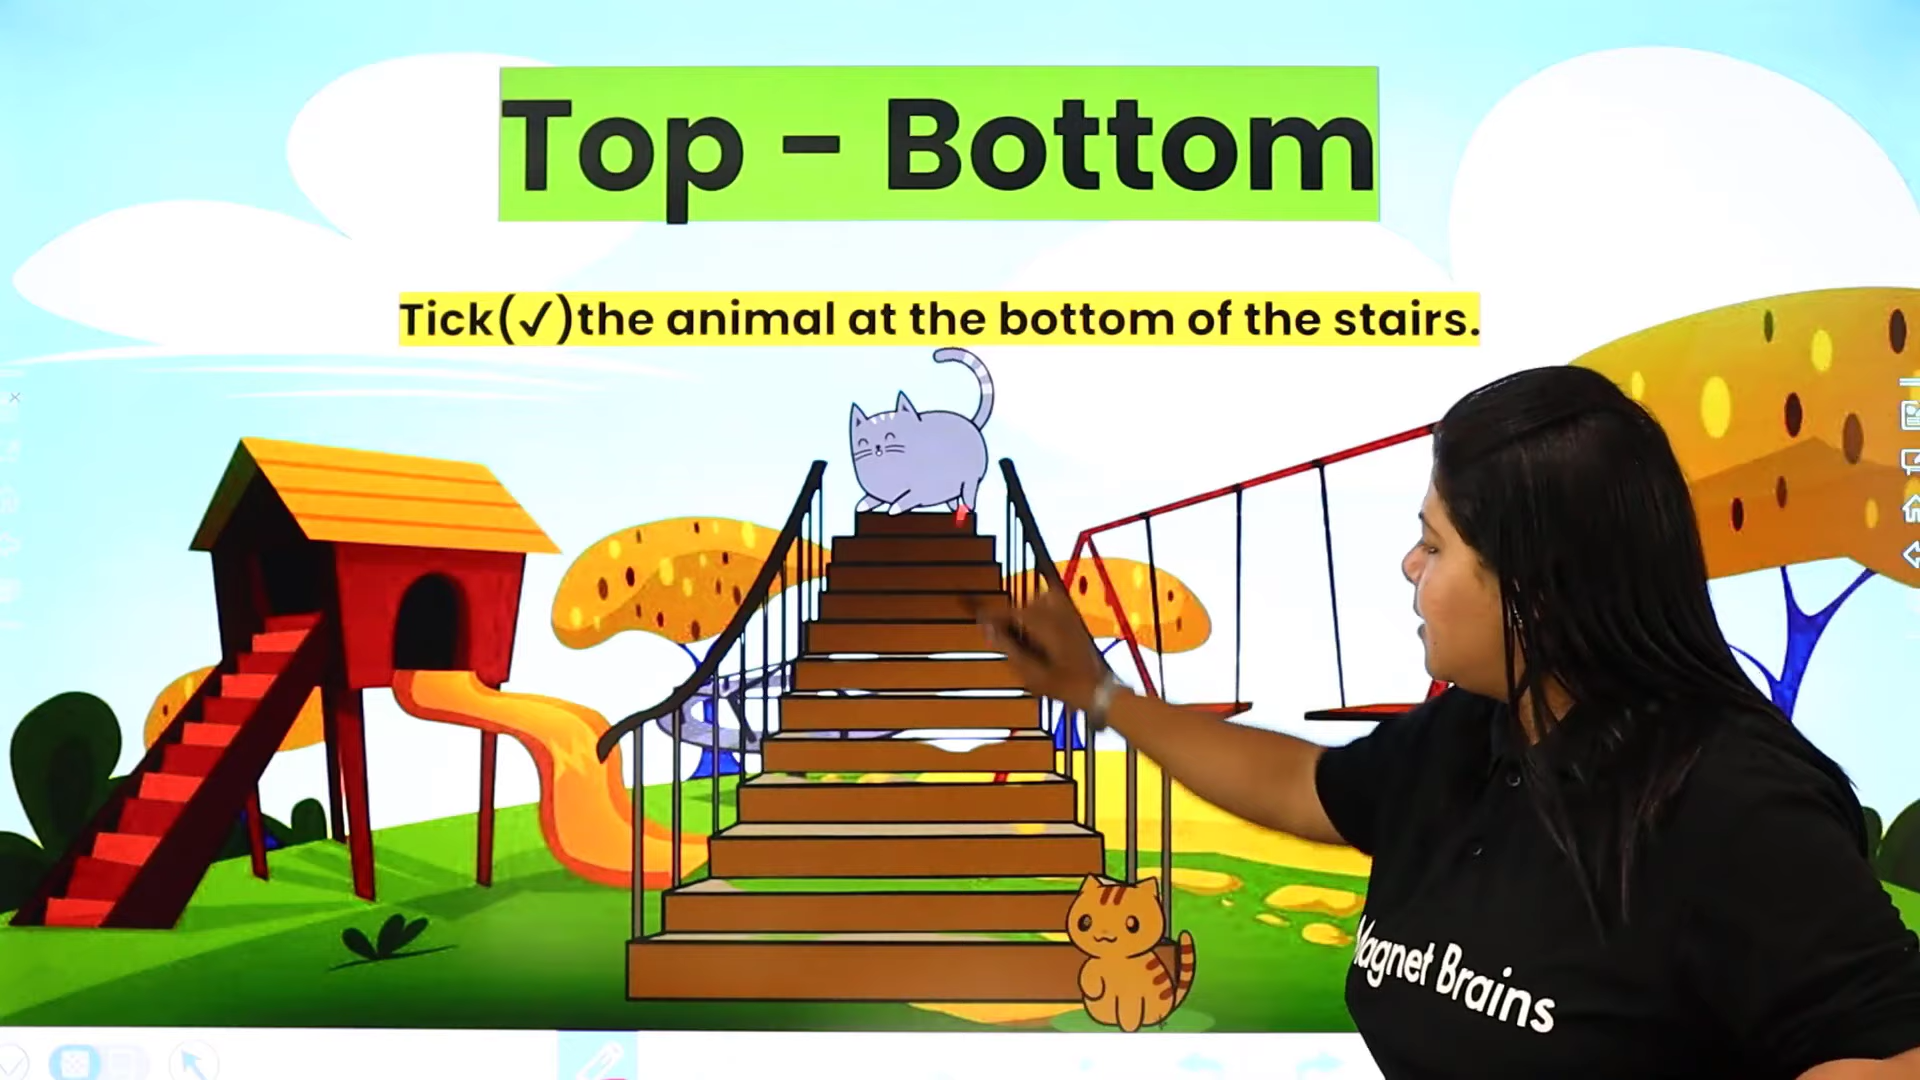 Top - Bottom
Tick(✓)the animal at the bottom of the stairs.
Magnet Brains